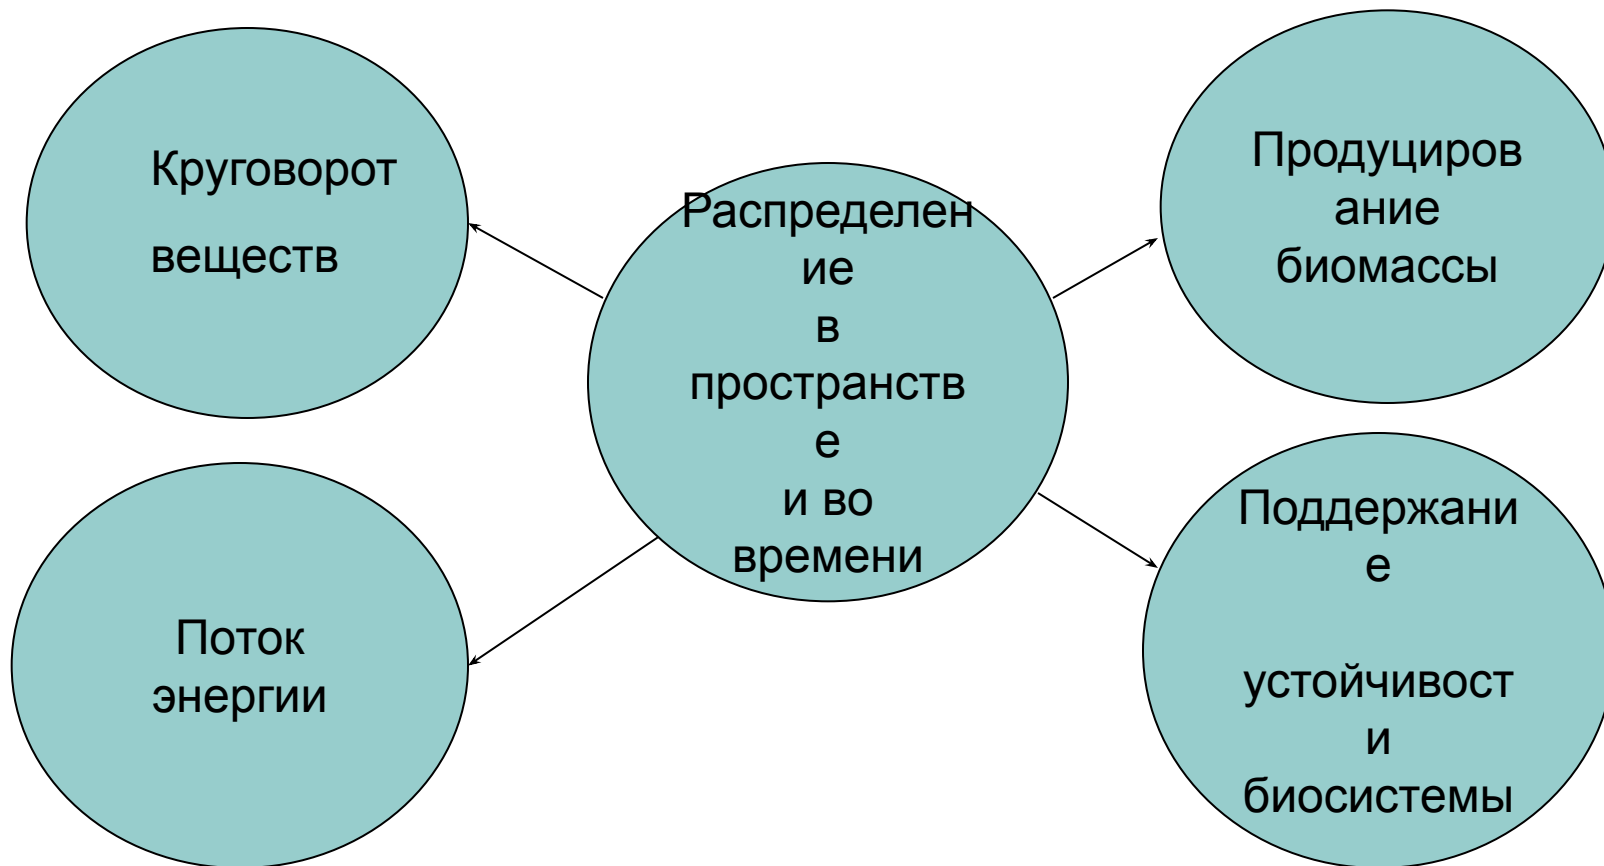 Круговорот
веществ
Распределен
ие
в
пространств
е
и во
времени
Продуциров
ание
биомассы
Поток
энергии
Поддержани
е
устойчивост
и
биосистемы